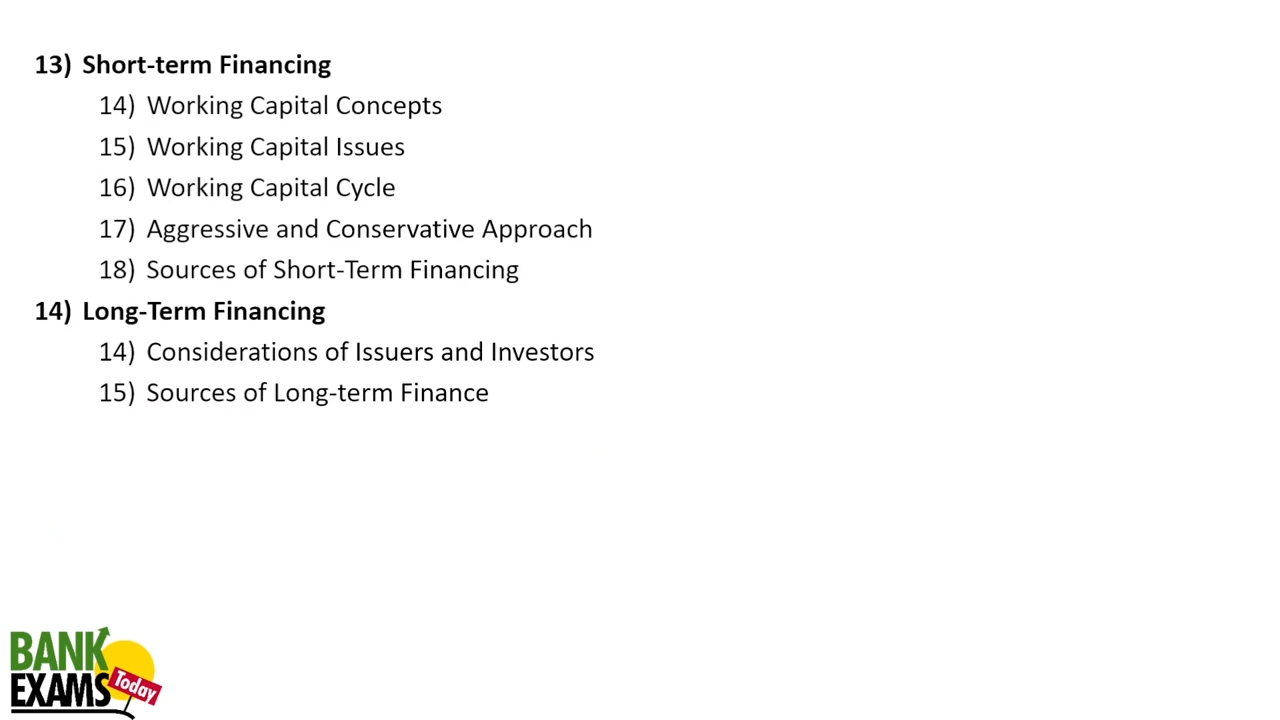 13) Short-term Financing
14) Working Capital Concepts
15) Working Capital Issues
16) Working Capital Cycle
17) Aggressive and Conservative Approach
18) Sources of Short-Term Financing
14) Long-Term Financing
14) Considerations of Issuers and Investors
15) Sources of Long-term Finance
BANK
EXAMS Today